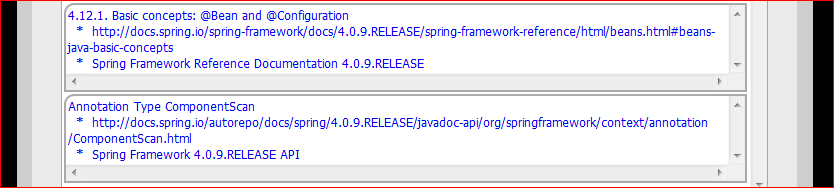 4.12.1. Basic concepts: @Bean and @Configuration
* http://docs.spring.io/spring-framework/docs/4.0.9.RELEASE/spring-framework-reference/html/beans.html#beans-
java-basic-concepts
* Spring Framework Reference Documentation 4.0.9.RELEASE
Annotation Type ComponentScan
* http://docs.spring.io/autorepo/docs/spring/4.0.9.RELEASE/javadoc-api/org/springframework/context/annotation
/ComponentScan.html
* Spring Framework 4.0.9.RELEASE API